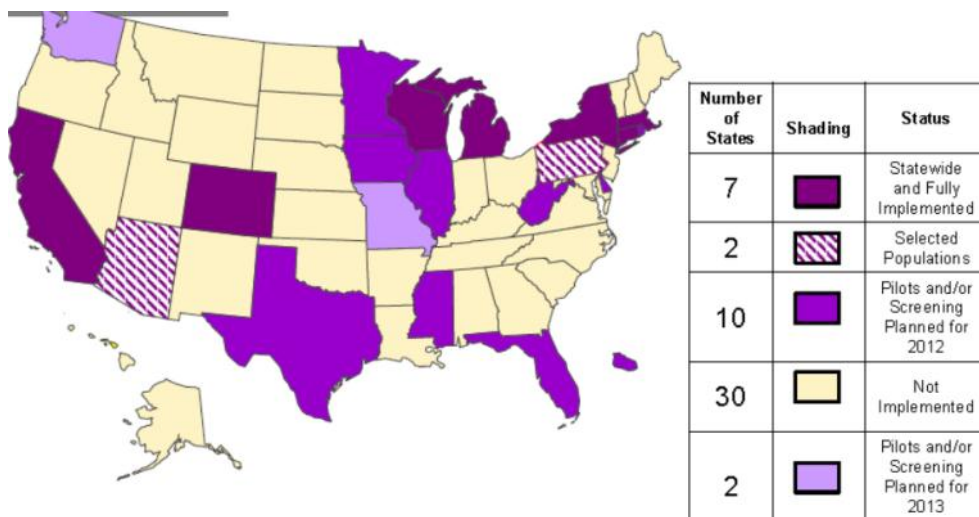 Number
of
States
Shading
Status
7
Statewide
and Fully
Implemented
2
Selected
Populations
10
Pilots and/or
Screening
Planned for
2012
30
Not
Implemented
2
Pilots and/or
Screening
Planned for
2013